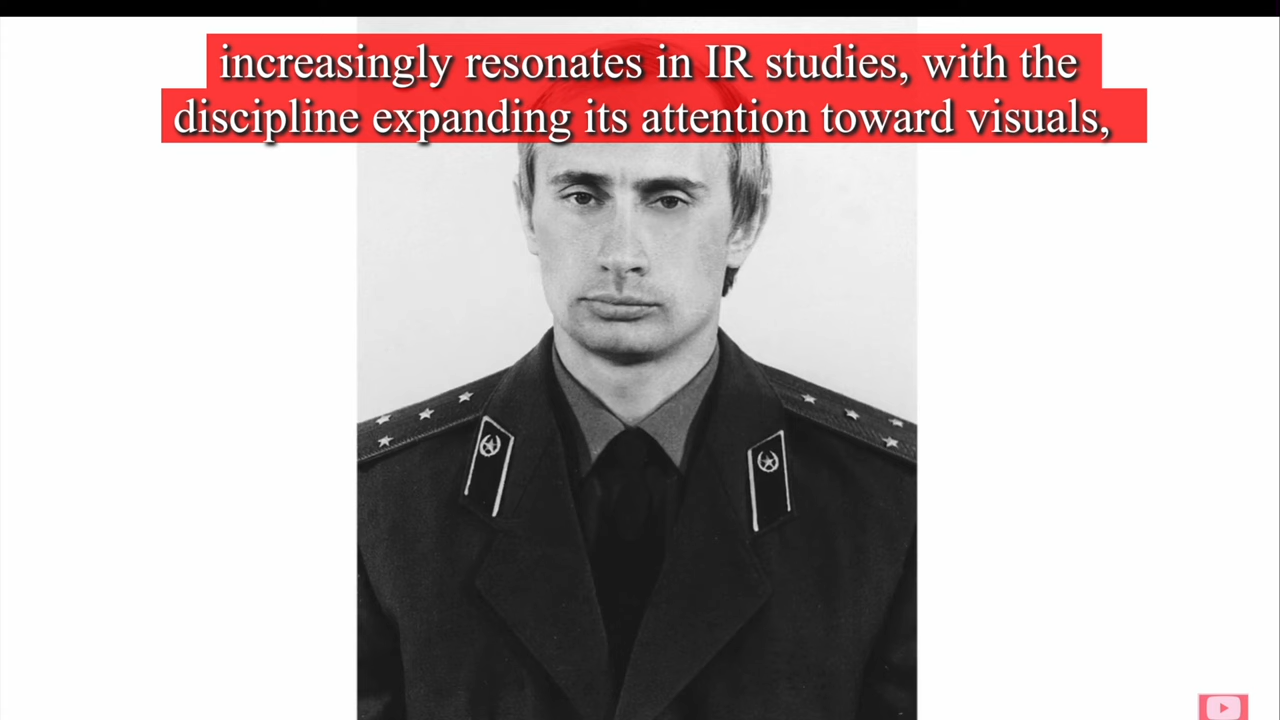 increasingly resonates in IR studies, with the
discipline expanding its attention toward visuals,